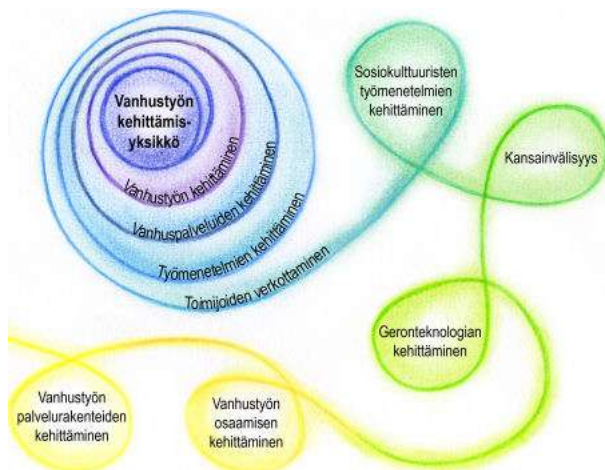 Vanhustyön
kehittämis-
yksikkö
Vanhustyön kehittäminen
Vanhuspalveluiden kehittäminen
Työmenetelmien kehittäminen
Toimijoiden verkottaminen
Sosiokulttuuristen
työmenetelmien
kehittäminen
Kansainvälisyys
Geronteknologian
kehittäminen
Vanhustyön
osaamisen
kehittäminen
Vanhustyön
palvelurakenteiden
kehittäminen